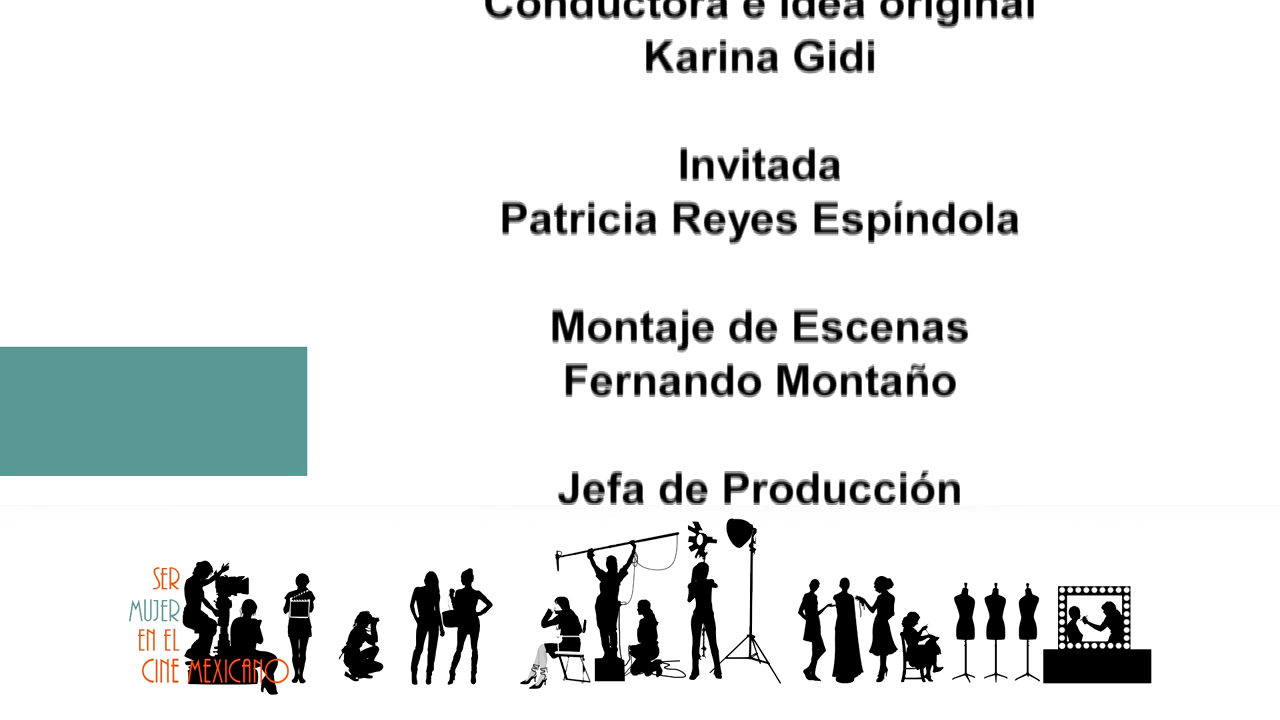 Conductora e idea original
Karina Gidi
Invitada
Patricia Reyes Espíndola
Montaje de Escenas
Fernando Montaño
Jefa de Producción
SER
MUJER
EN EL
CINE MEXICANO